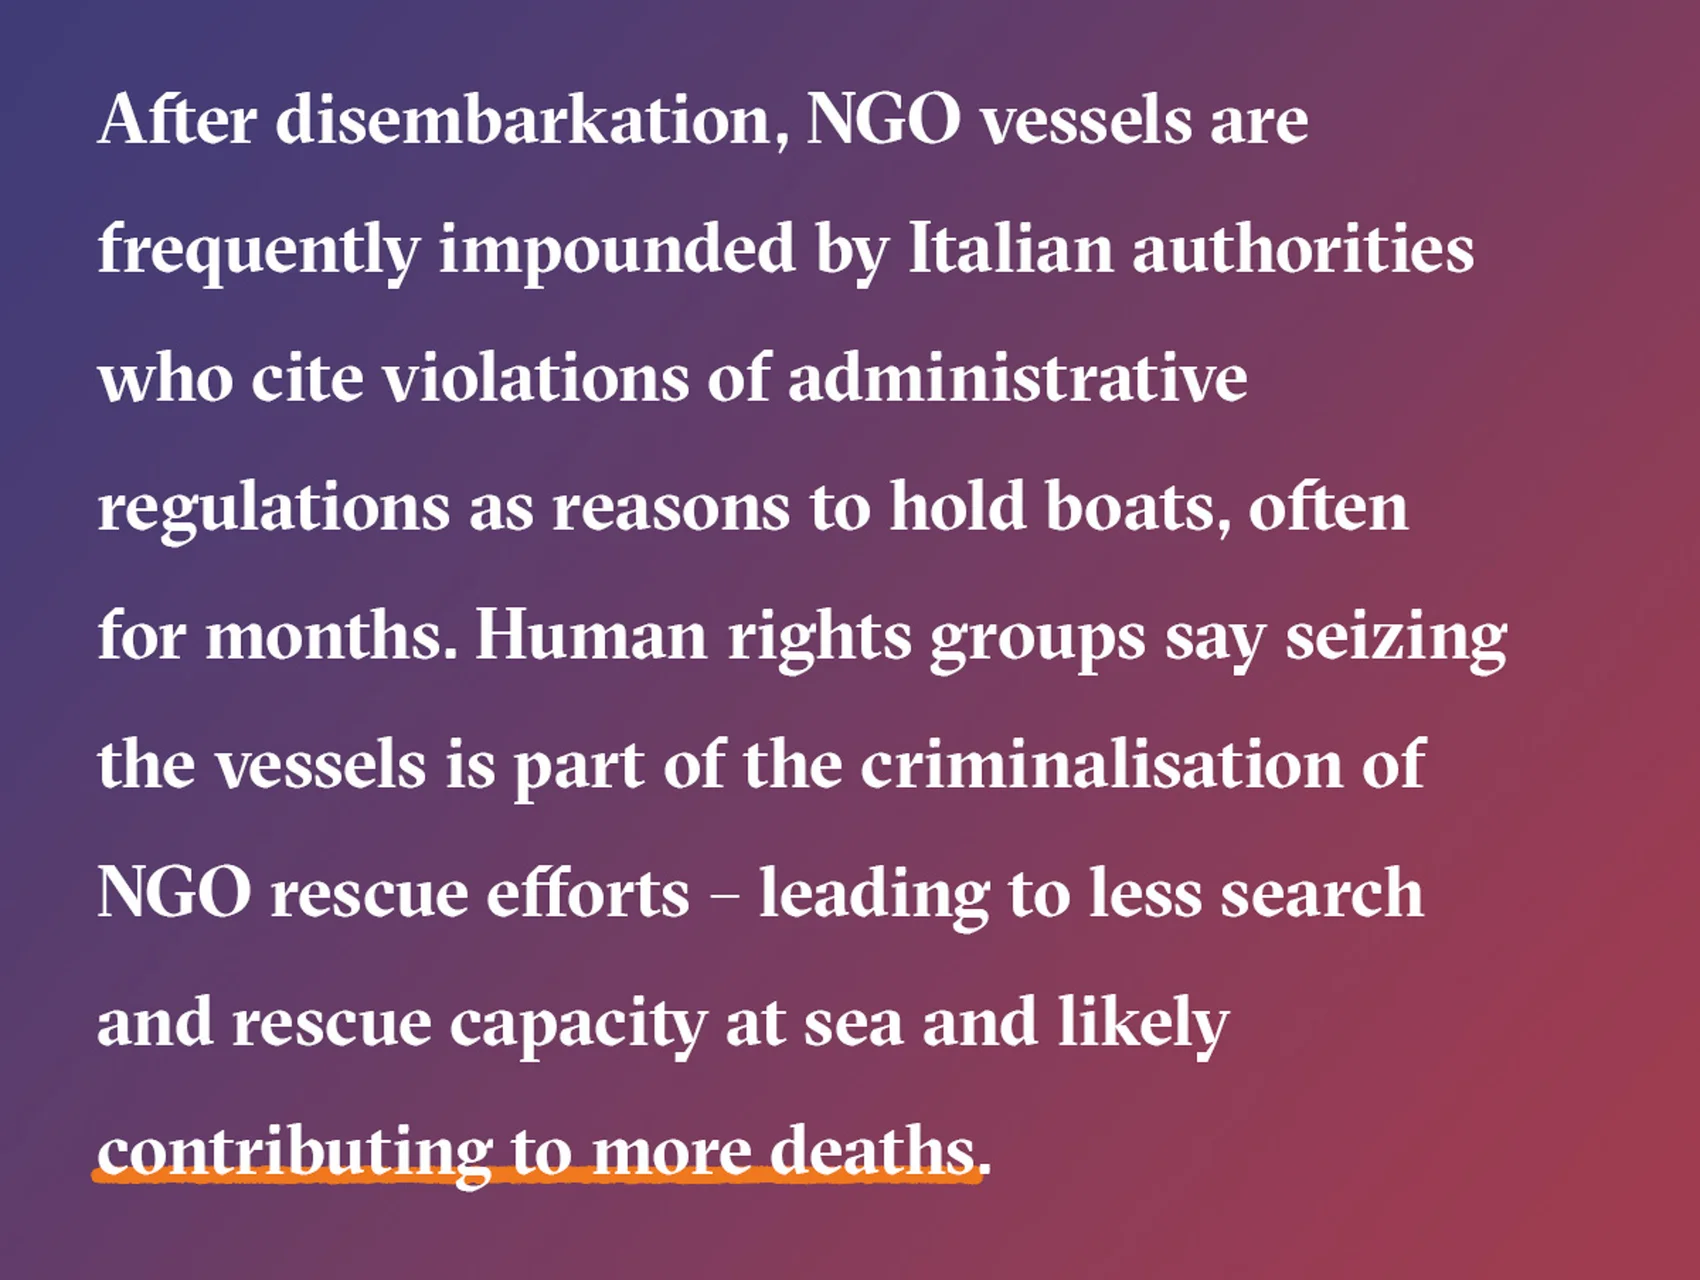 After disembarkation, NGO vessels are
frequently impounded by Italian authorities
who cite violations of administrative
regulations as reasons to hold boats, often
for months. Human rights groups say seizing
the vessels is part of the criminalisation of
NGO rescue efforts – leading to less search
and rescue capacity at sea and likely
contributing to more deaths.